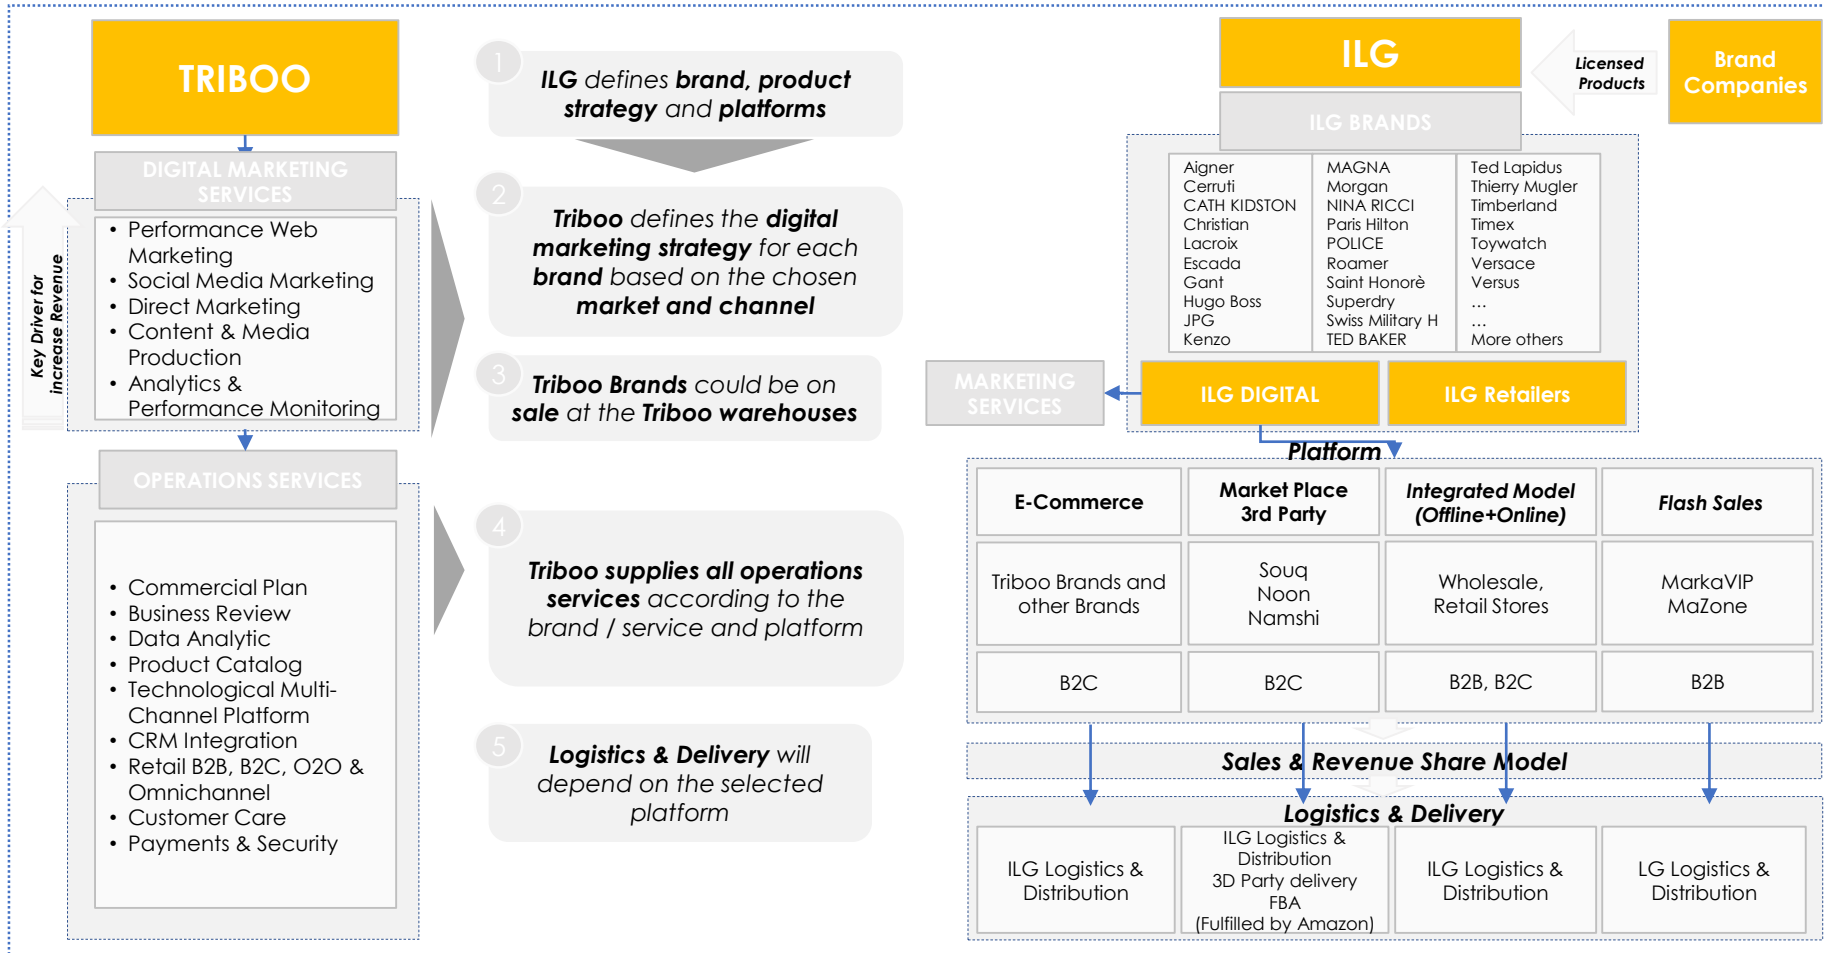 TRIBOO
DIGITAL MARKETING
SERVICES
Key Driver for
increase Revenue
• Performance Web
Marketing
• Social Media Marketing
• Direct Marketing
• Content & Media
Production
• Analytics &
Performance Monitoring
OPERATIONS SERVICES
• Commercial Plan
• Business Review
• Data Analytic
• Product Catalog
• Technological Multi-
Channel Platform
• CRM Integration
• Retail B2B, B2C, O2O &
Omnichannel
• Customer Care
• Payments & Security
1
ILG defines brand, product
strategy and platforms
2
Triboo defines the digital
marketing strategy for each
brand based on the chosen
market and channel
3
Triboo Brands could be on
sale at the Triboo warehouses
4
Triboo supplies all operations
services according to the
brand / service and platform
5
Logistics & Delivery will
depend on the selected
platform
ILG
Licensed
Products
Brand
Companies
ILG BRANDS
Aigner
Cerruti
CATH KIDSTON
Christian
Lacroix
Escada
Gant
Hugo Boss
JPG
Kenzo
MAGNA
Morgan
NINA RICCI
Paris Hilton
POLICE
Roamer
Saint Honorè
Superdry
Swiss Military H
TED BAKER
Ted Lapidus
Thierry Mugler
Timberland
Timex
Toywatch
Versace
Versus
...
...
More others
MARKETING
SERVICES
ILG DIGITAL
ILG Retailers
Platform
E-Commerce
Market Place
3rd Party
Integrated Model
(Offline+Online)
Flash Sales
Triboo Brands and
other Brands
Souq
Noon
Namshi
Wholesale,
Retail Stores
MarkaVIP
MaZone
B2C
B2C
B2B, B2C
B2B
Sales & Revenue Share Model
Logistics & Delivery
ILG Logistics &
Distribution
ILG Logistics &
Distribution
3D Party delivery
FBA
(Fulfilled by Amazon)
ILG Logistics &
Distribution
LG Logistics &
Distribution